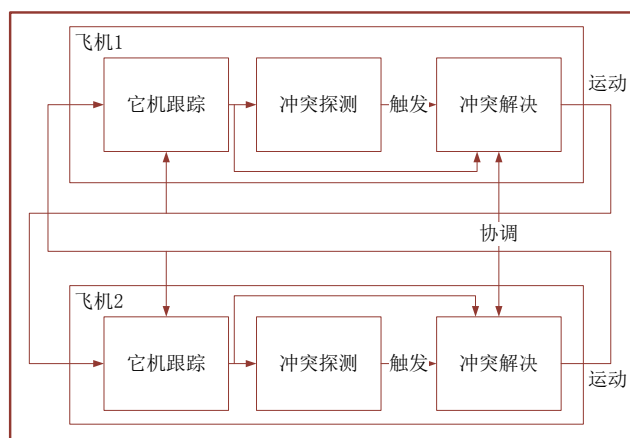 飞机1
它机跟踪
冲突探测
触发
冲突解决
运动
协调
飞机2
它机跟踪
冲突探测
触发
冲突解决
运动